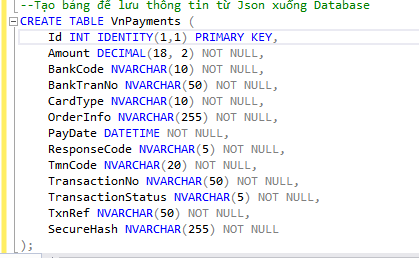 --Tạo bảng để lưu thông tin từ Json xuống Database
CREATE TABLE VnPayments (
Id INT IDENTITY(1,1) PRIMARY KEY,
Amount DECIMAL(18, 2) NOT NULL,
BankCode NVARCHAR(10) NOT NULL,
BankTranNo NVARCHAR(50) NOT NULL,
CardType NVARCHAR(10) NOT NULL,
OrderInfo NVARCHAR(255) NOT NULL,
PayDate DATETIME NOT NULL,
ResponseCode NVARCHAR(5) NOT NULL,
TmnCode NVARCHAR(20) NOT NULL,
TransactionNo NVARCHAR(50) NOT NULL,
TransactionStatus NVARCHAR(5) NOT NULL,
TxnRef NVARCHAR(50) NOT NULL,
SecureHash NVARCHAR(255) NOT NULL
);